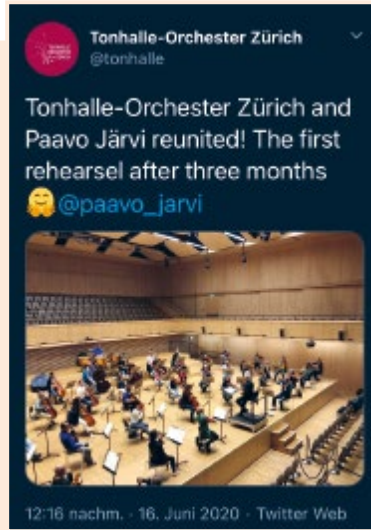 Tonhalle-Orchester Zürich
@tonhalle
Tonhalle-Orchester Zürich and
Paavo Järvi reunited! The first
rehearsel after three months
🤗@paavo_jarvi
12:16 nachm. · 16. Juni 2020 · Twitter Web